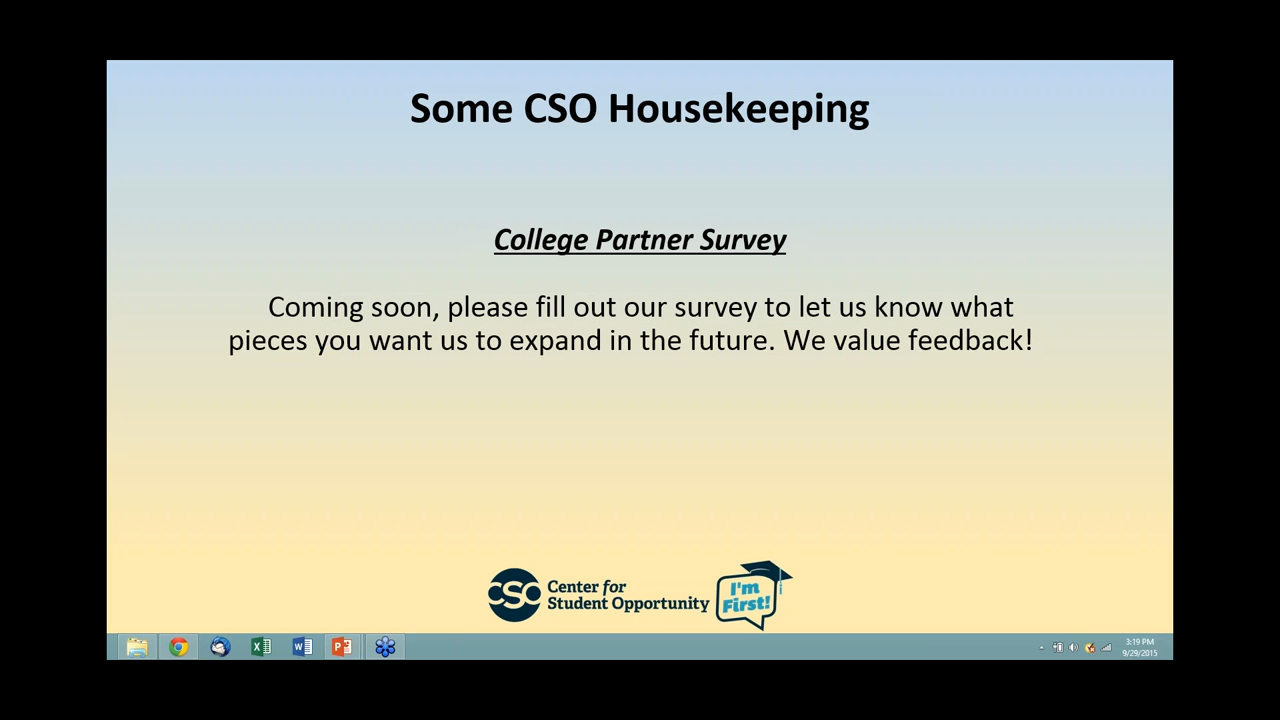 Some CSO Housekeeping
College Partner Survey
Coming soon, please fill out our survey to let us know what
pieces you want us to expand in the future. We value feedback!
CSO
Center for
Student Opportunity
I'm
First!
3:19 PM
9/29/2015